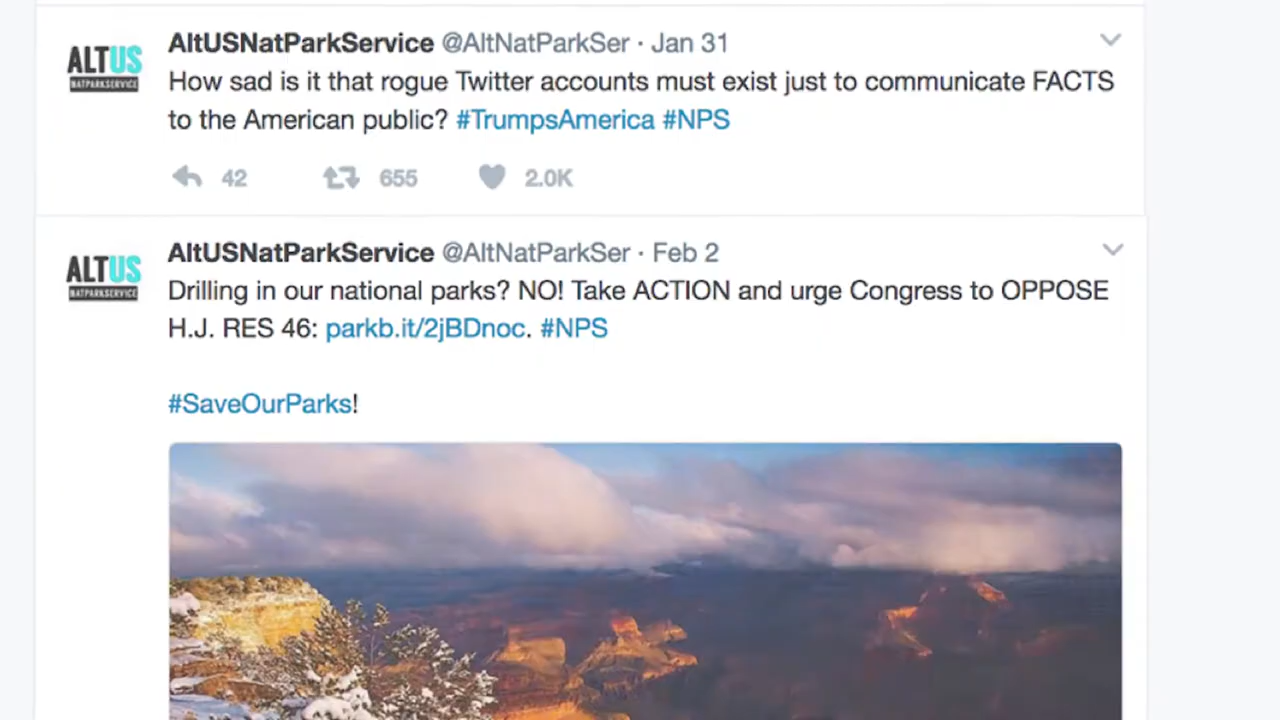 ALTUS
NATPARKSERVICE
AltUSNatParkService @AltNatParkSer · Jan 31
How sad is it that rogue Twitter accounts must exist just to communicate FACTS
to the American public? #TrumpsAmerica #NPS
42 655 2.0K
ALTUS
NATPARKSERVICE
AltUSNatParkService @AltNatParkSer · Feb 2
Drilling in our national parks? NO! Take ACTION and urge Congress to OPPOSE
H.J. RES 46: parkb.it/2jBDnoc. #NPS
#SaveOurParks!